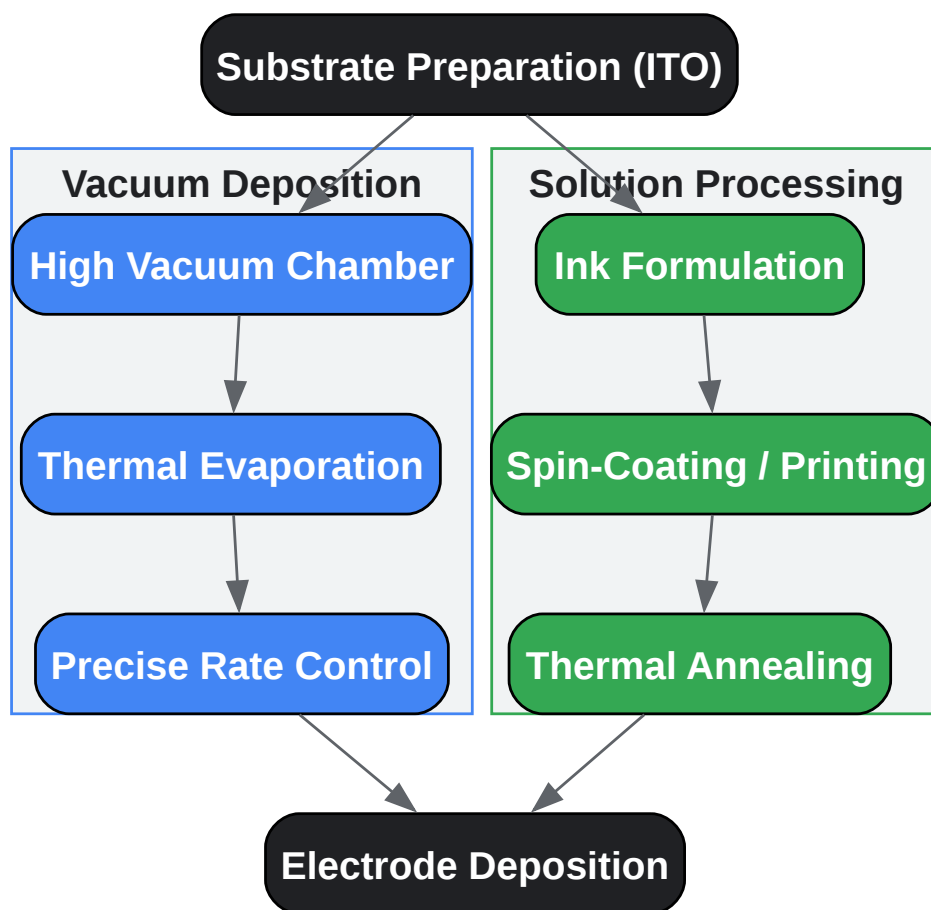 Substrate Preparation (ITO)
Vacuum Deposition
High Vacuum Chamber
Thermal Evaporation
Precise Rate Control
Solution Processing
Ink Formulation
Spin-Coating / Printing
Thermal Annealing
Electrode Deposition